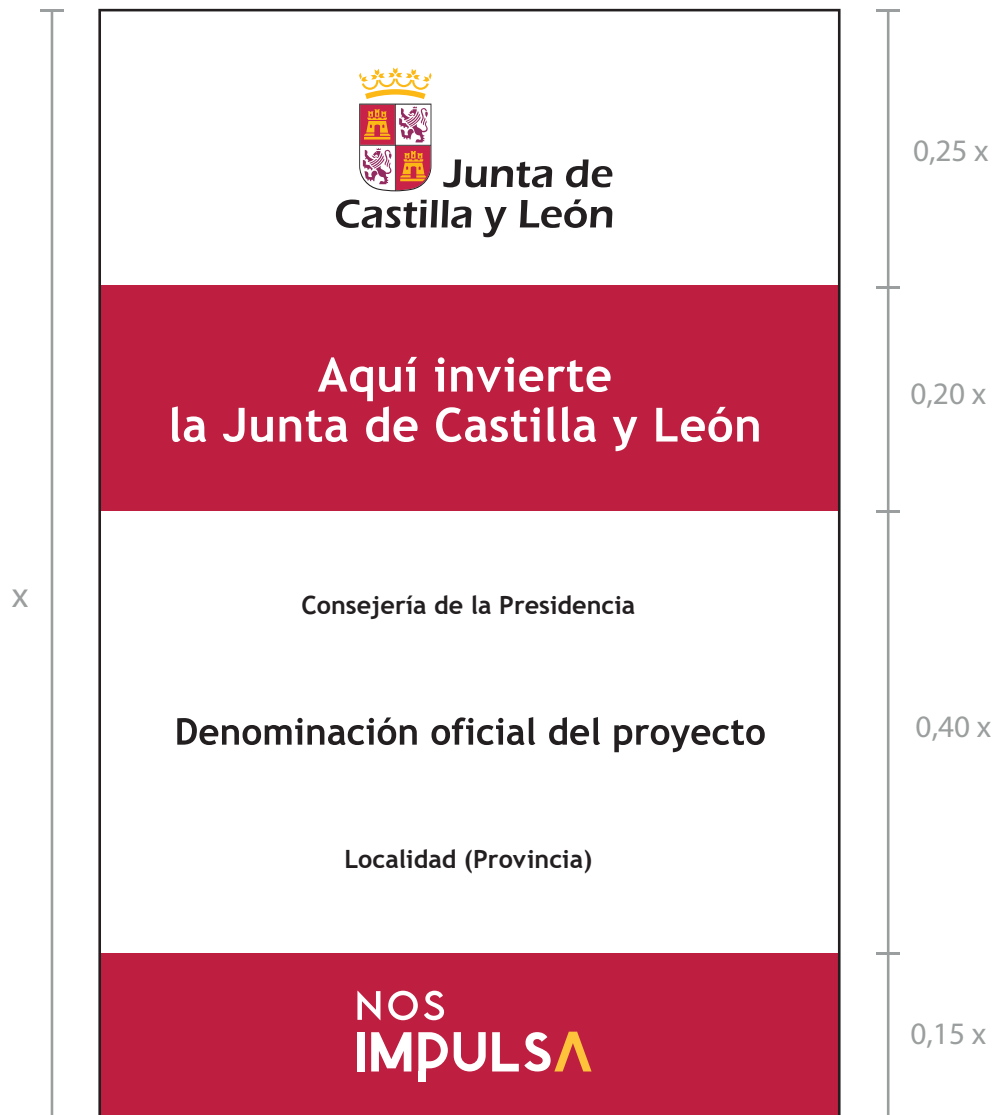 Junta de
Castilla y León
0,25 x
Aquí invierte
la Junta de Castilla y León
0,20 x
x
Consejería de la Presidencia
Denominación oficial del proyecto
0,40 x
Localidad (Provincia)
NOS
IMPULSA
0,15 x